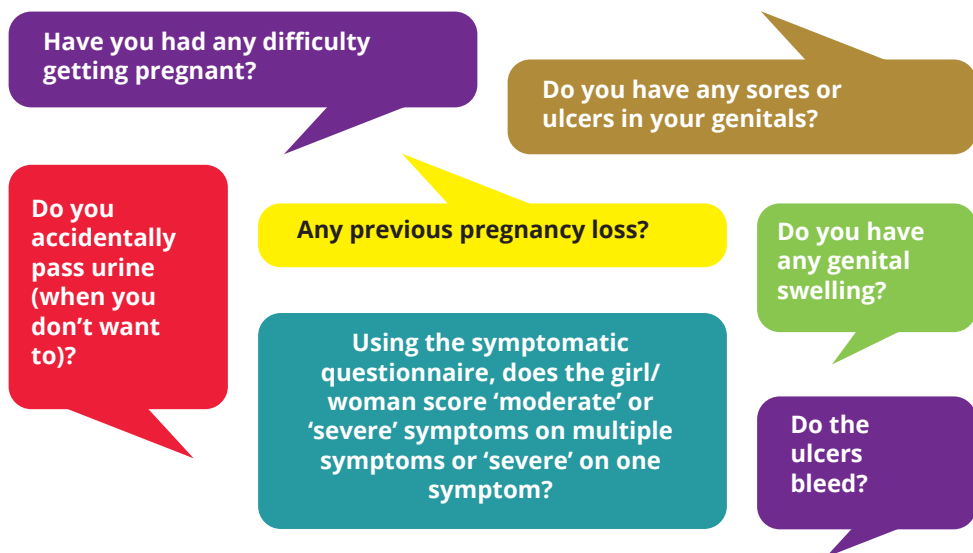 Have you had any difficulty
getting pregnant?
Do you have any sores or
ulcers in your genitals?
Do you
accidentally
pass urine
(when you
don’t want
to)?
Any previous pregnancy loss?
Do you have
any genital
swelling?
Using the symptomatic
questionnaire, does the girl/
woman score ‘moderate’ or
‘severe’ symptoms on multiple
symptoms or ‘severe’ on one
symptom?
Do the
ulcers
bleed?